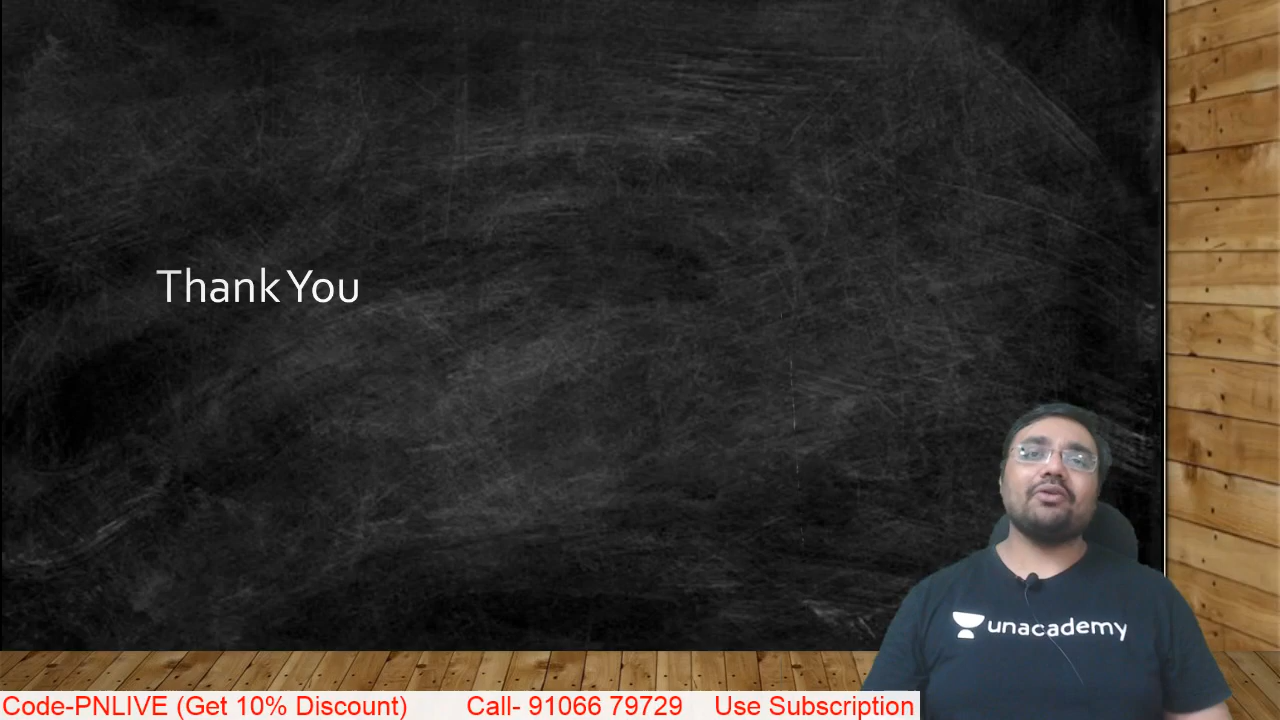 Thank You
unacademy
Code-PNLIVE (Get 10% Discount) Call- 91066 79729 Use Subscription